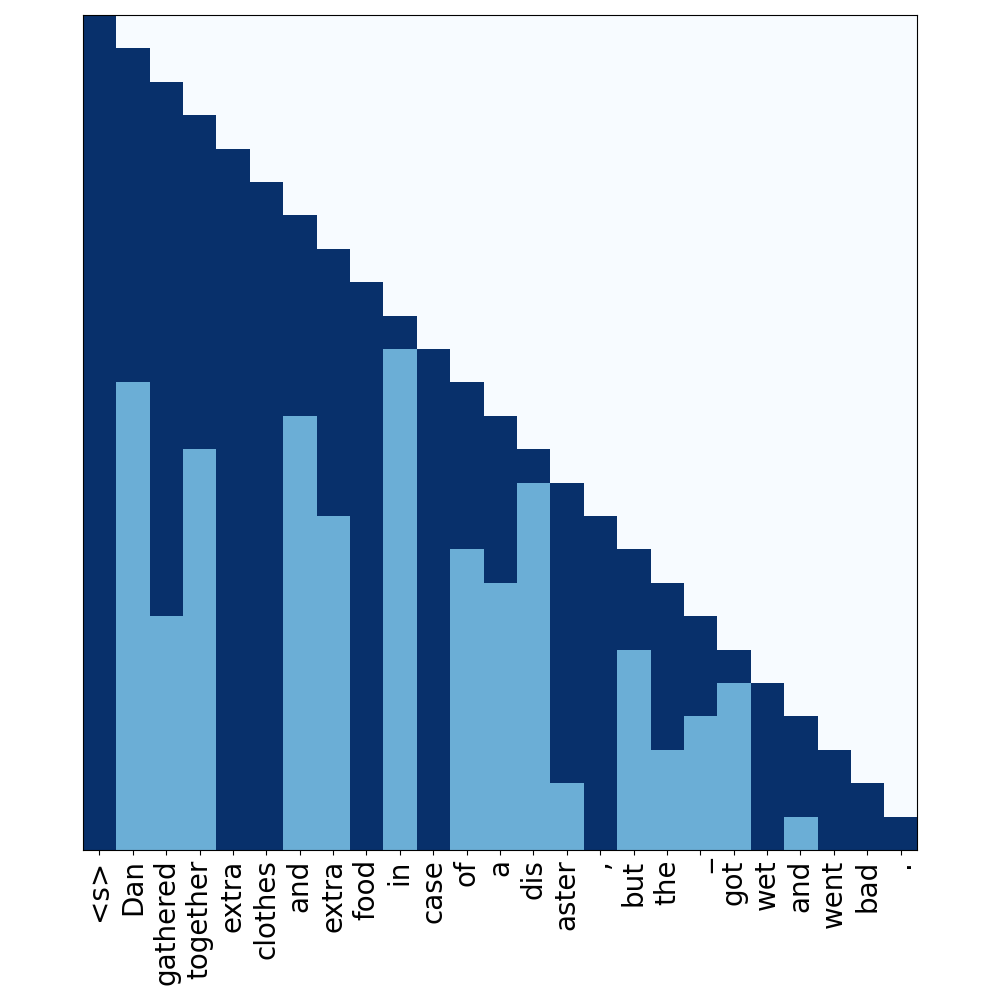 <s>
Dan
gathered
together
extra
clothes
and
extra
food
in
case
of
a
dis
aster
,
but
the
_
got
wet
and
went
bad
.